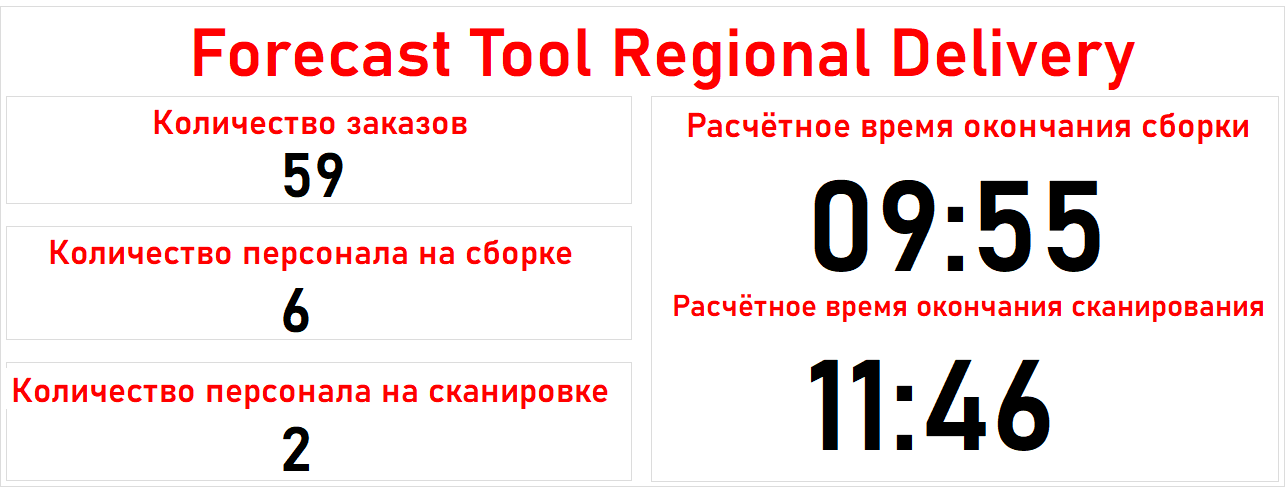 Forecast Tool Regional Delivery
Количество заказов
59
Количество персонала на сборке
6
Количество персонала на сканировке
2
Расчётное время окончания сборки
09:55
Расчётное время окончания сканирования
11:46